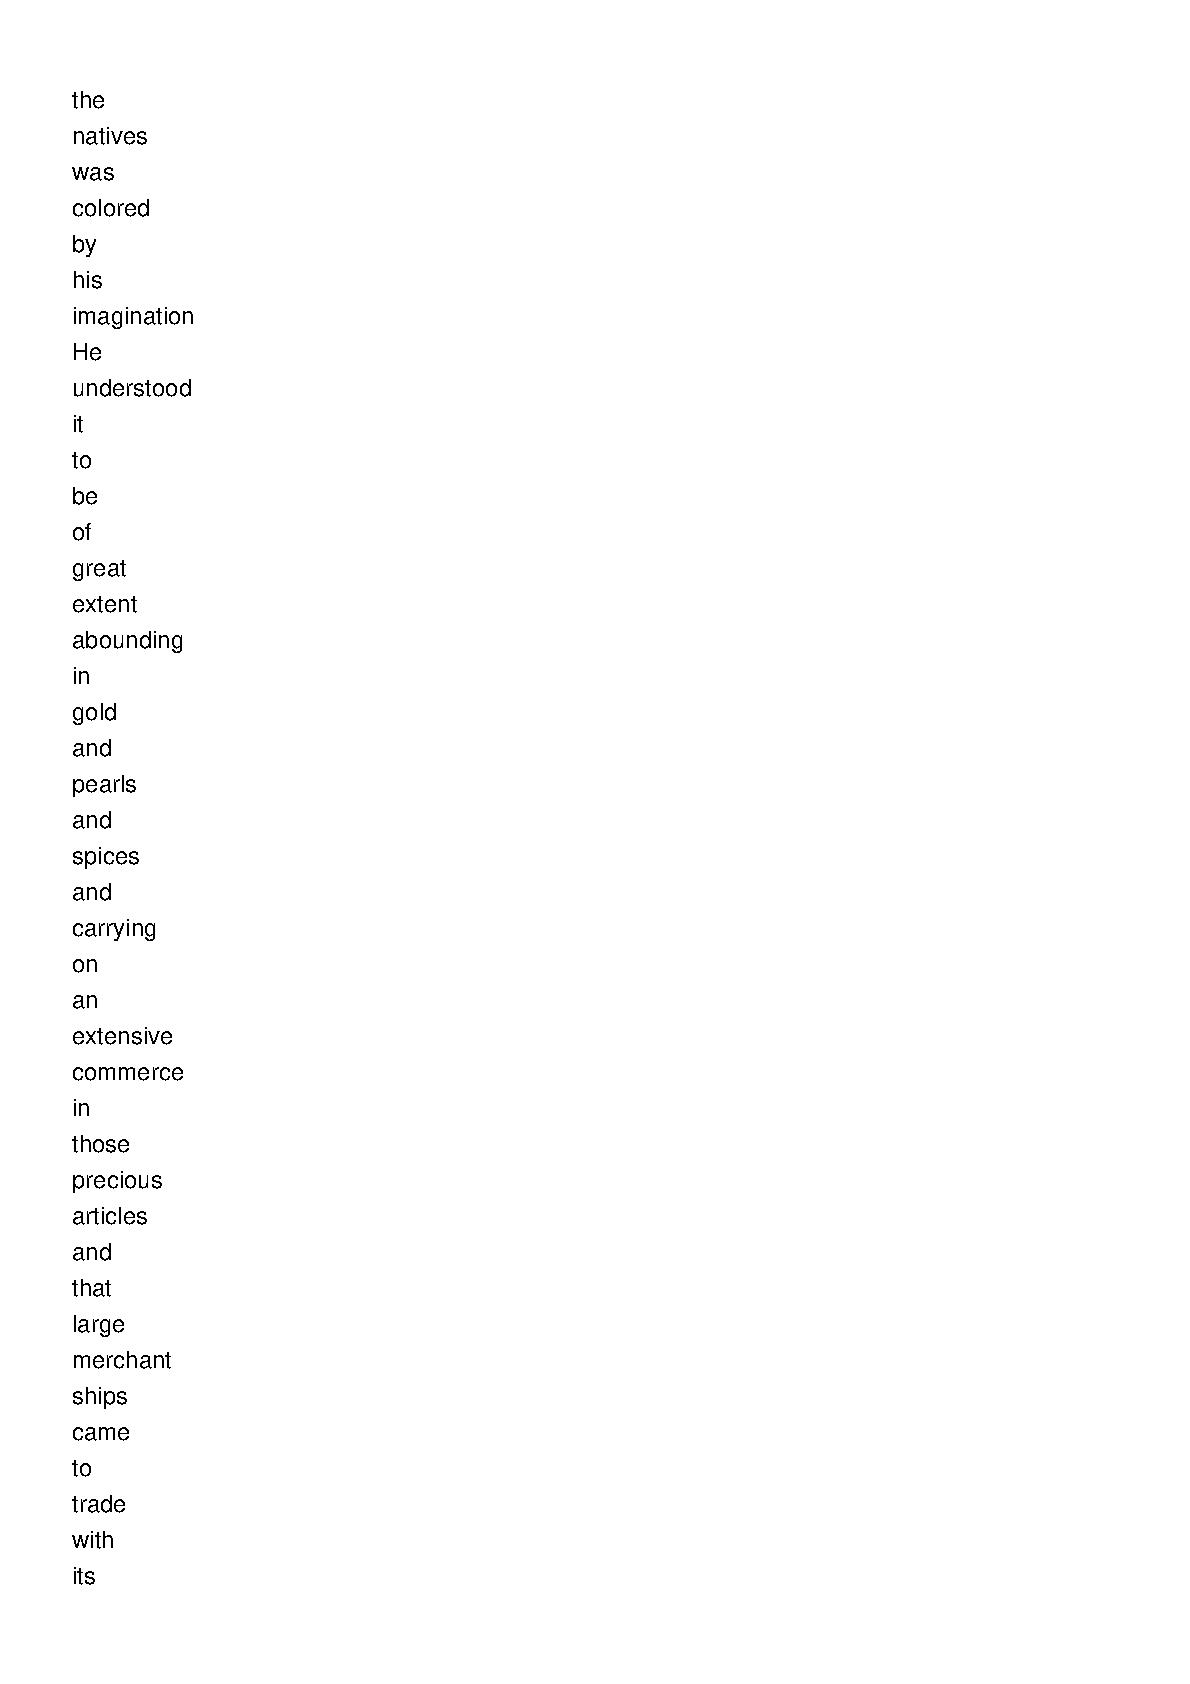 the
natives
was
colored
by
his
imagination
He
understood
it
to
be
of
great
extent
abounding
in
gold
and
pearls
and
spices
and
carrying
on
an
extensive
commerce
in
those
precious
articles
and
that
large
merchant
ships
came
to
trade
with
its